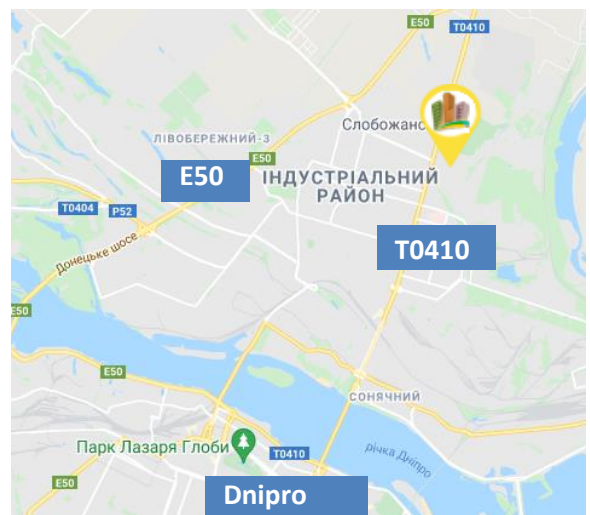 E50
T0410
Слобожанс
ЛІВОБЕРЕЖНИЙ-3
E50
E50
ІНДУСТРІАЛЬНИЙ
РАЙОН
T0404
P52
T0410
Донецьке шосе
E50
E50
СОНЯЧНИЙ
Парк Лазаря Глоби
T0410
річка Дніпро
E50
Dnipro